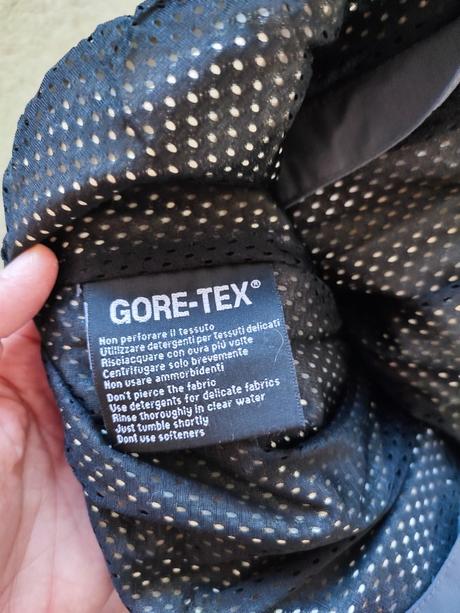 GORE-TEX®
Non perforare il tessuto
Utilizzare detergenti per tessuti delicati
Risciacquare con cura più volte
Centrifugare solo brevemente
Non usare ammorbidenti
Don't pierce the fabric
Use detergents for delicate fabrics
Rinse thoroughly in clear water
Just tumble shortly
Dont use softeners